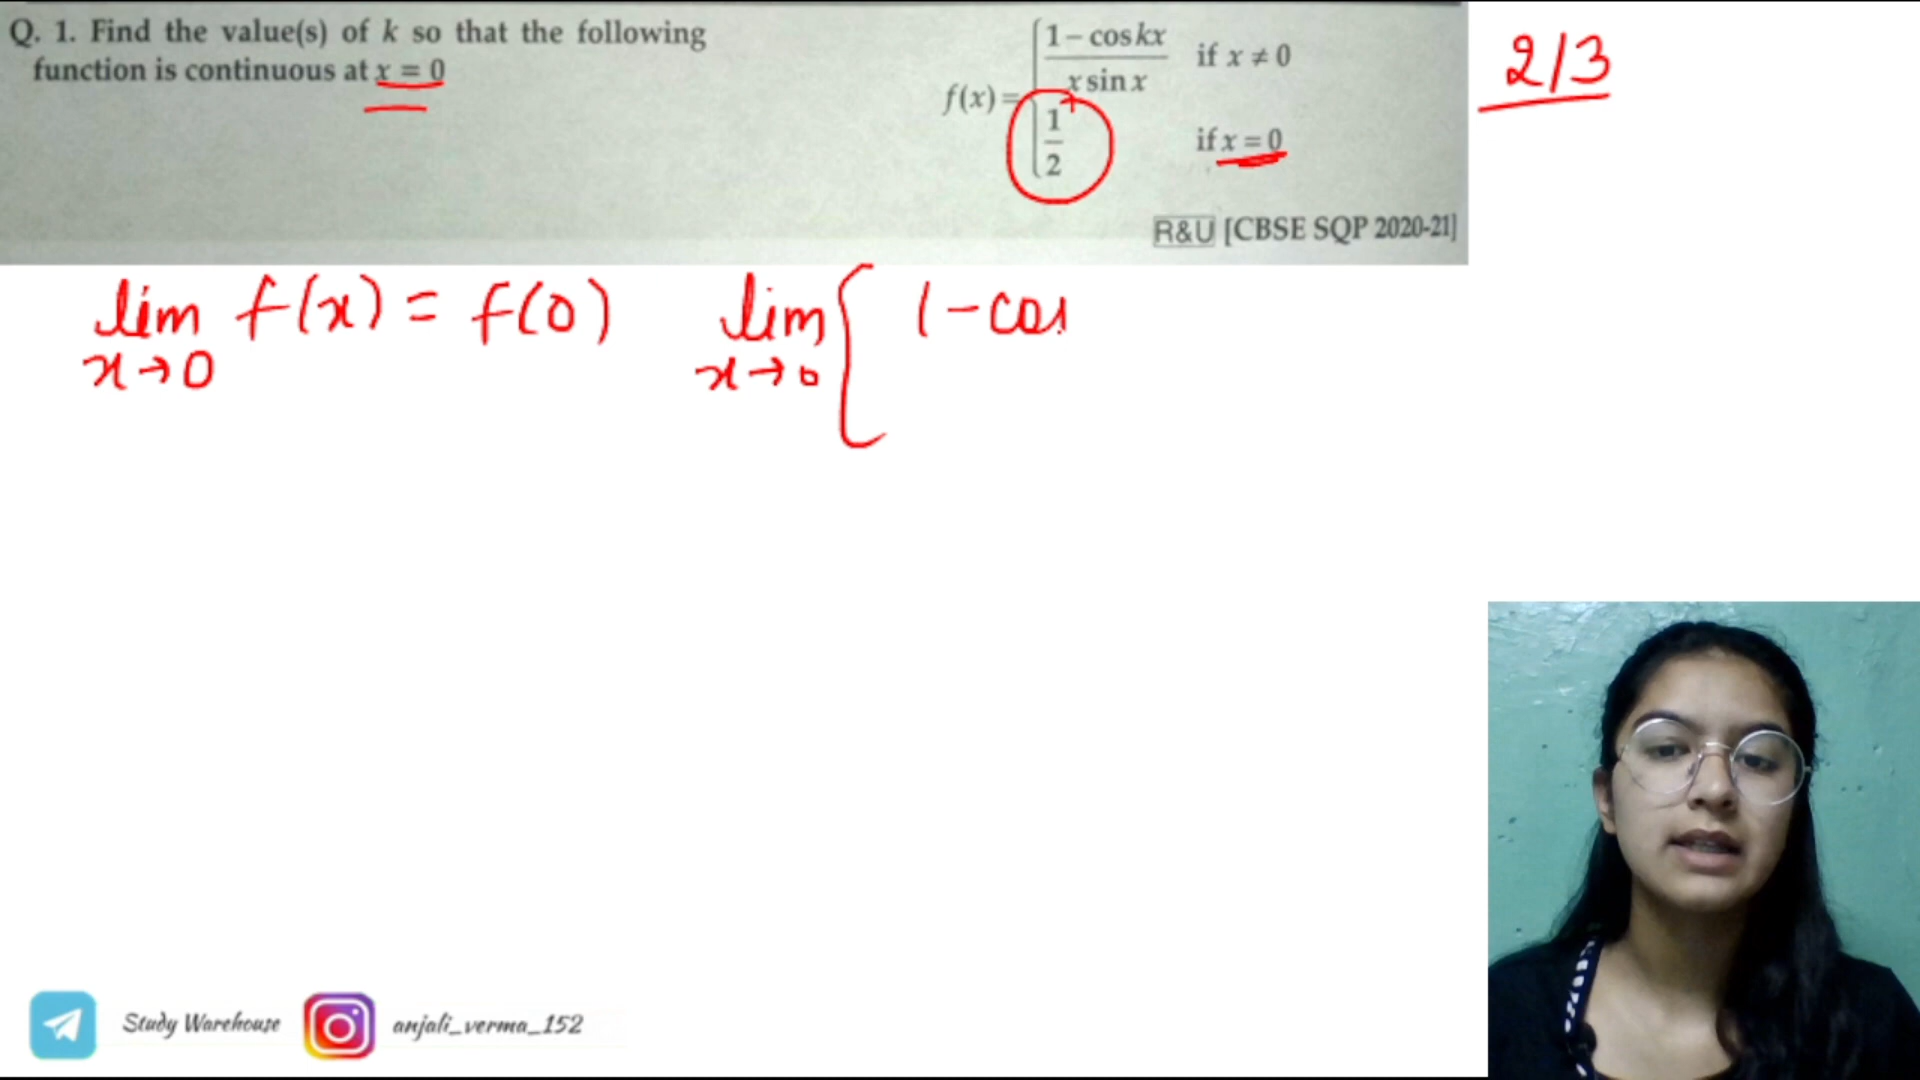 Q. 1. Find the value(s) of k so that the following
function is continuous at x = 0
f(x) = { (1 - cos kx)/(x sin x) if x ≠ 0
1/2 if x = 0
R&U [CBSE SQP 2020-21]
2/3
lim x→0 f(x) = f(0) lim x→0 { 1 - cos
Study Warehouse
anjali_verma_152